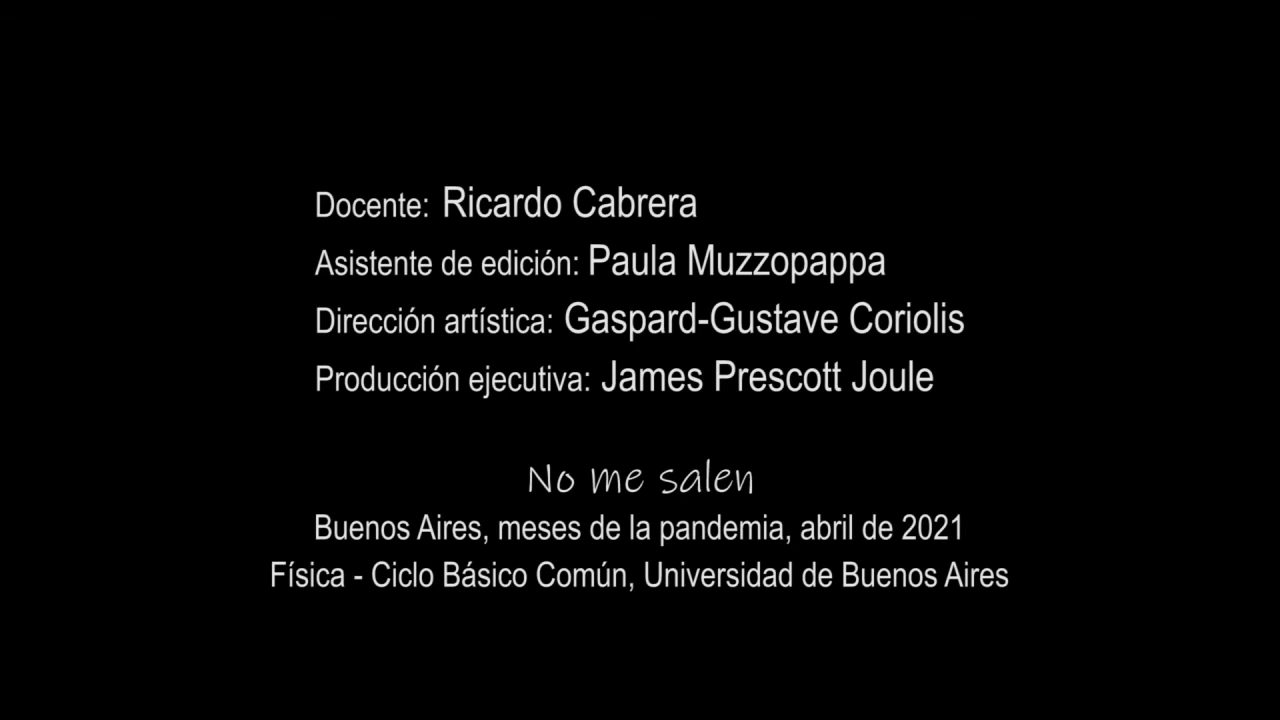 Docente: Ricardo Cabrera
Asistente de edición: Paula Muzzopappa
Dirección artística: Gaspard-Gustave Coriolis
Producción ejecutiva: James Prescott Joule
No me salen
Buenos Aires, meses de la pandemia, abril de 2021
Física - Ciclo Básico Común, Universidad de Buenos Aires